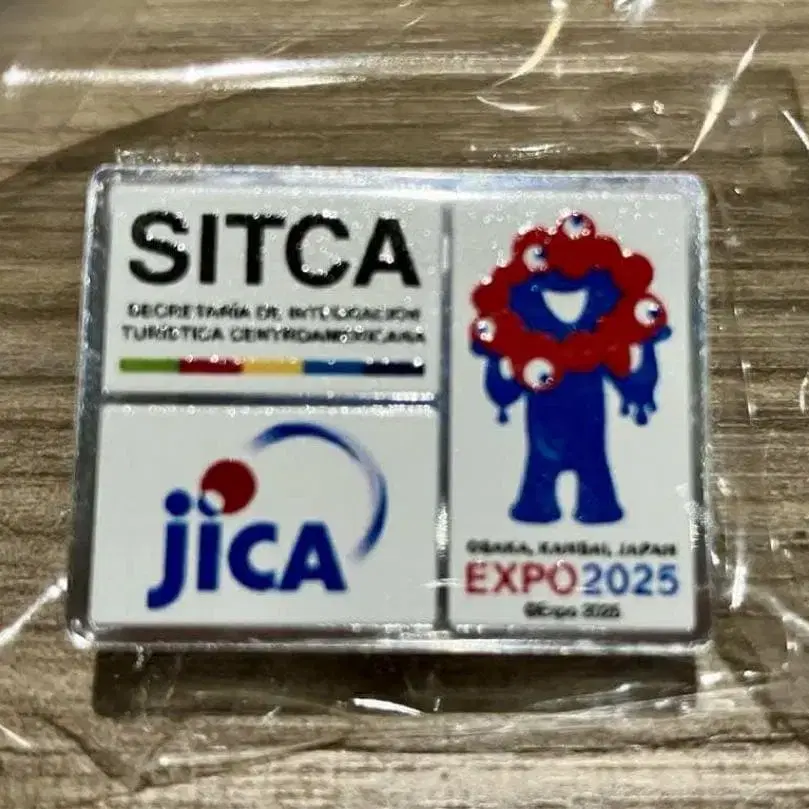 SITCA
SECRETARÍA DE INTEGRACIÓN
TURÍSTICA CENTROAMERICANA
jica
OSAKA, KANSAI, JAPAN
EXPO2025
©Expo 2025